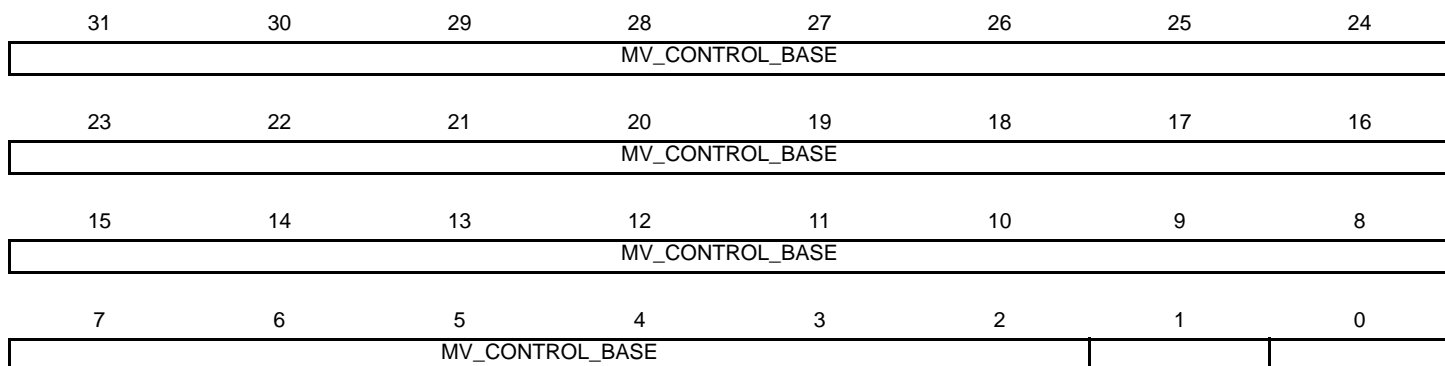 31 30 29 28 27 26 25 24
MV_CONTROL_BASE
23 22 21 20 19 18 17 16
MV_CONTROL_BASE
15 14 13 12 11 10 9 8
MV_CONTROL_BASE
7 6 5 4 3 2 1 0
MV_CONTROL_BASE